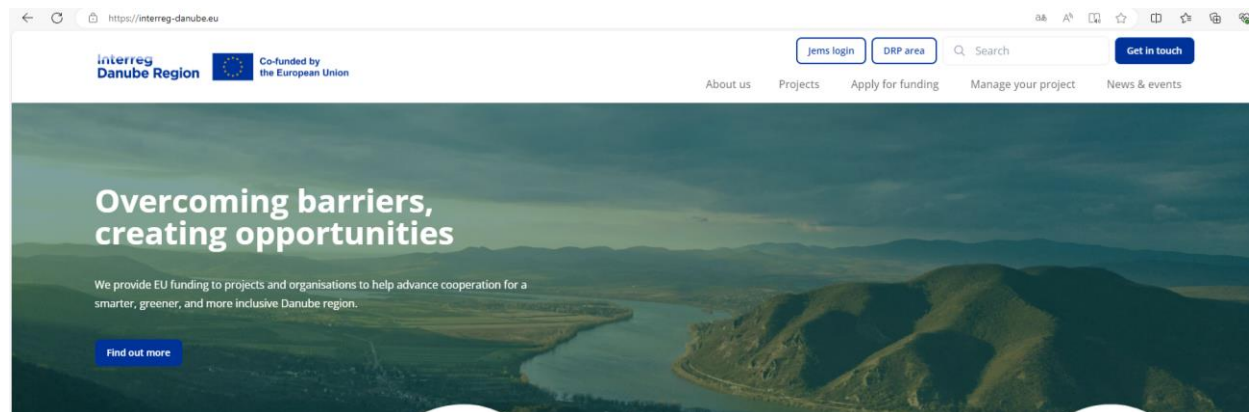 https://interreg-danube.eu
Interreg
Danube Region
Co-funded by
the European Union
Jems login
DRP area
Search
Get in touch
About us
Projects
Apply for funding
Manage your project
News & events
Overcoming barriers,
creating opportunities
We provide EU funding to projects and organisations to help advance cooperation for a
smarter, greener, and more inclusive Danube region.
Find out more